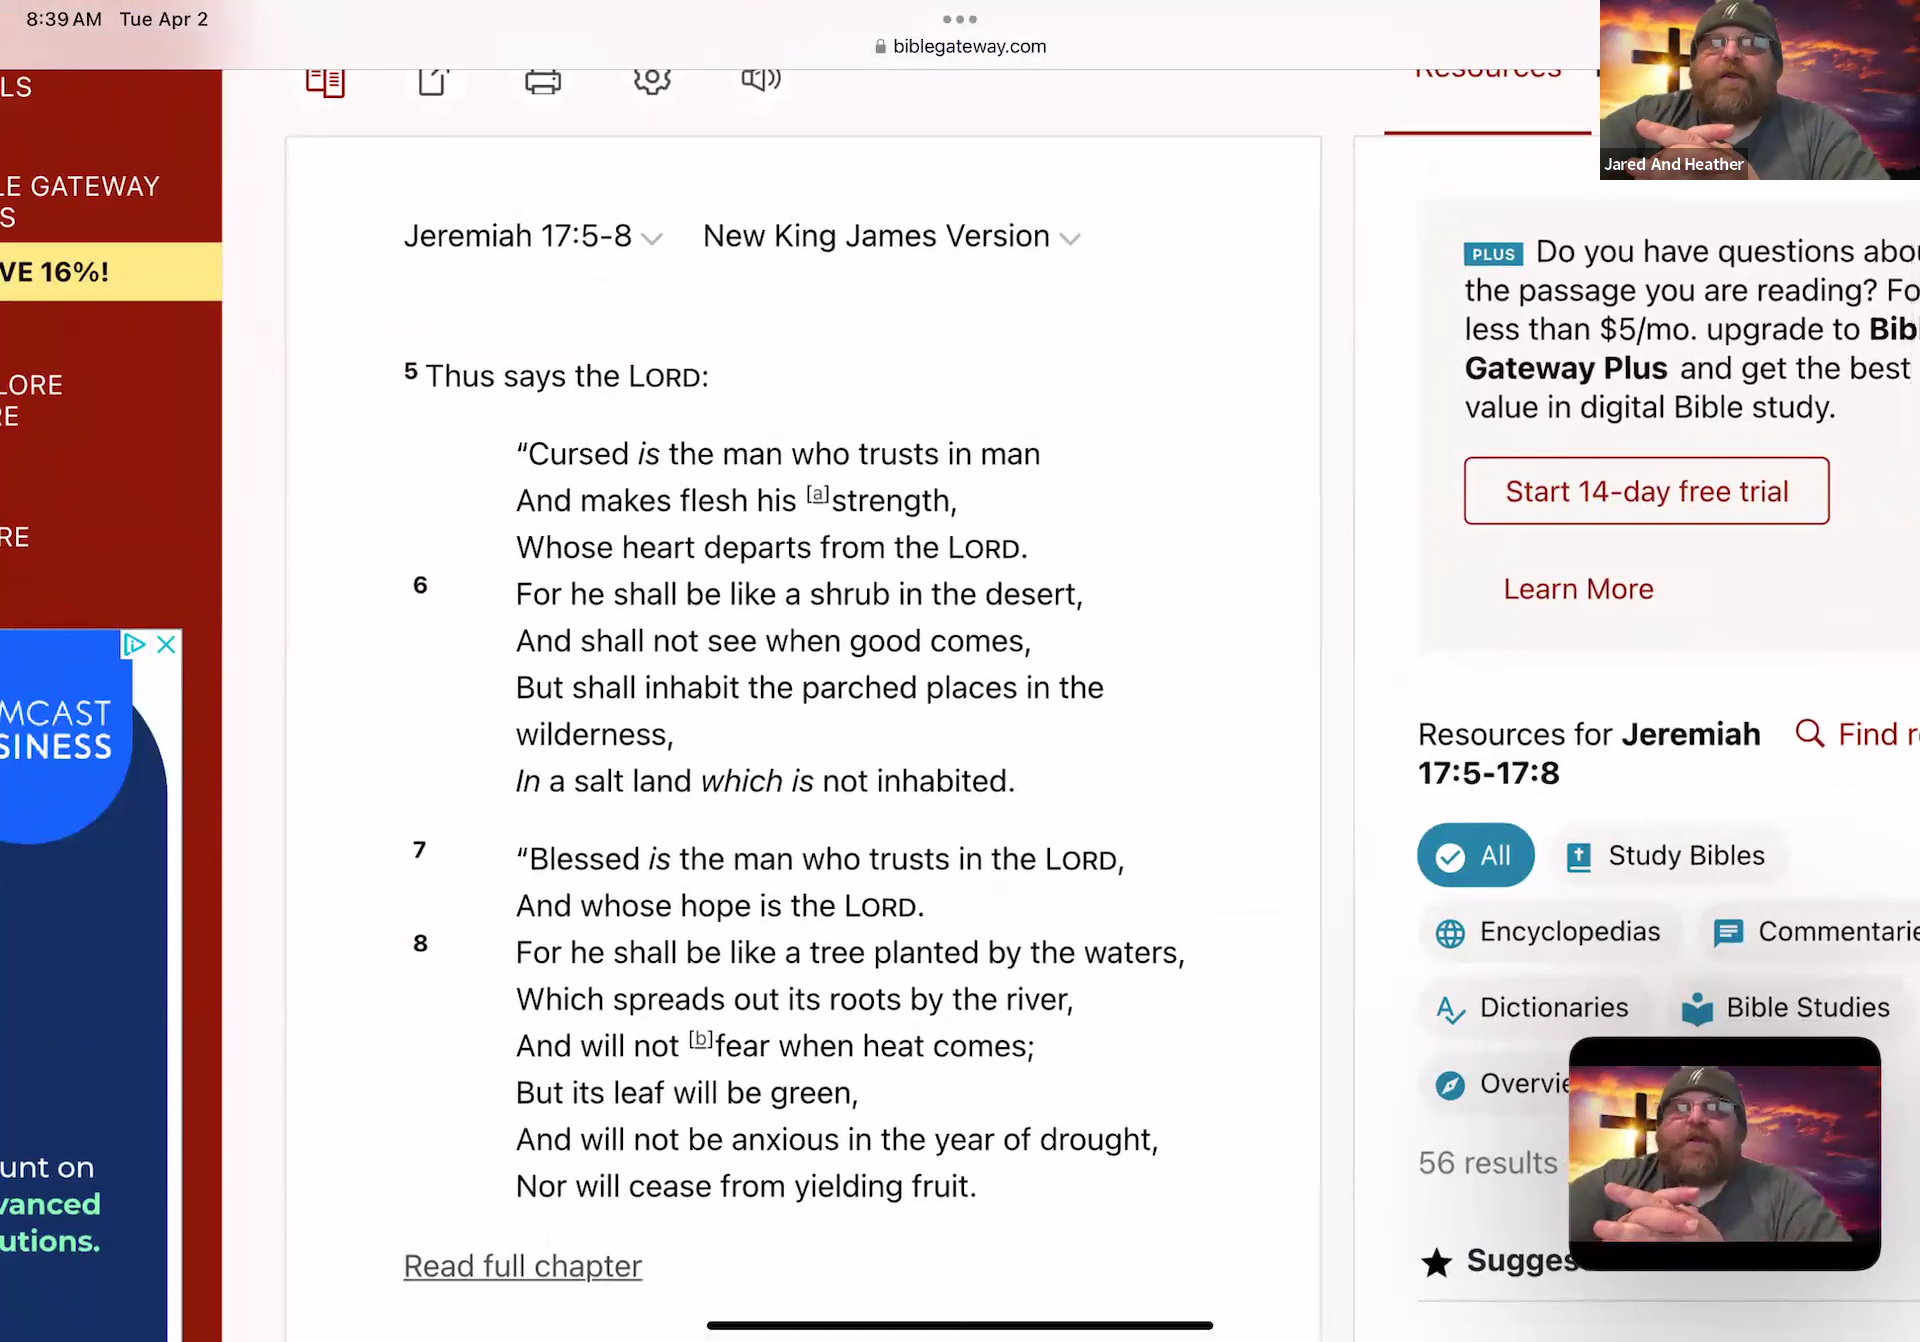 8:39 AM Tue Apr 2
biblegateway.com
LS
LE GATEWAY
S
VE 16%!
LORE
RE
RE
MCAST
SINESS
unt on
vanced
utions.
Resources
Jared And Heather
Jeremiah 17:5-8 New King James Version
5 Thus says the LORD:
“Cursed is the man who trusts in man
And makes flesh his [a]strength,
Whose heart departs from the LORD.
6 For he shall be like a shrub in the desert,
And shall not see when good comes,
But shall inhabit the parched places in the
wilderness,
In a salt land which is not inhabited.
7 “Blessed is the man who trusts in the LORD,
And whose hope is the LORD.
8 For he shall be like a tree planted by the waters,
Which spreads out its roots by the river,
And will not [b]fear when heat comes;
But its leaf will be green,
And will not be anxious in the year of drought,
Nor will cease from yielding fruit.
Read full chapter
PLUS Do you have questions abou
the passage you are reading? Fo
less than $5/mo. upgrade to Bib
Gateway Plus and get the best
value in digital Bible study.
Start 14-day free trial
Learn More
Resources for Jeremiah
17:5-17:8
Find r
All Study Bibles
Encyclopedias Commentarie
Dictionaries Bible Studies
Overvie
56 results
Sugges